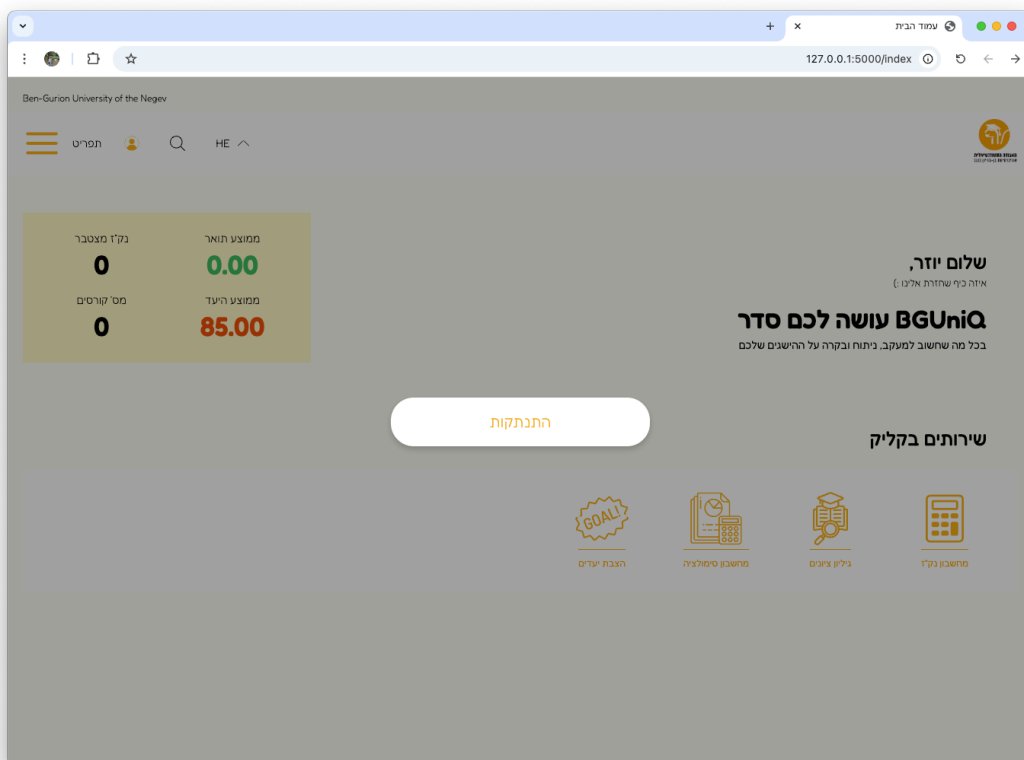 עמוד הבית
127.0.0.1:5000/index
Ben-Gurion University of the Negev
תפריט
HE
ממוצע תואר
0.00
נק"ז מצטבר
0
ממוצע היעד
85.00
מס' קורסים
0
שלום יוזר,
איזה כיף שחזרת אלינו :)
BGUniQ עושה לכם סדר
בכל מה שחשוב למעקב, ניתוח ובקרה על ההישגים שלכם
התנתקות
שירותים בקליק
GOAL!
מחשבון נק"ז
גיליון ציונים
מחשבון סימולציה
הצבת יעדים